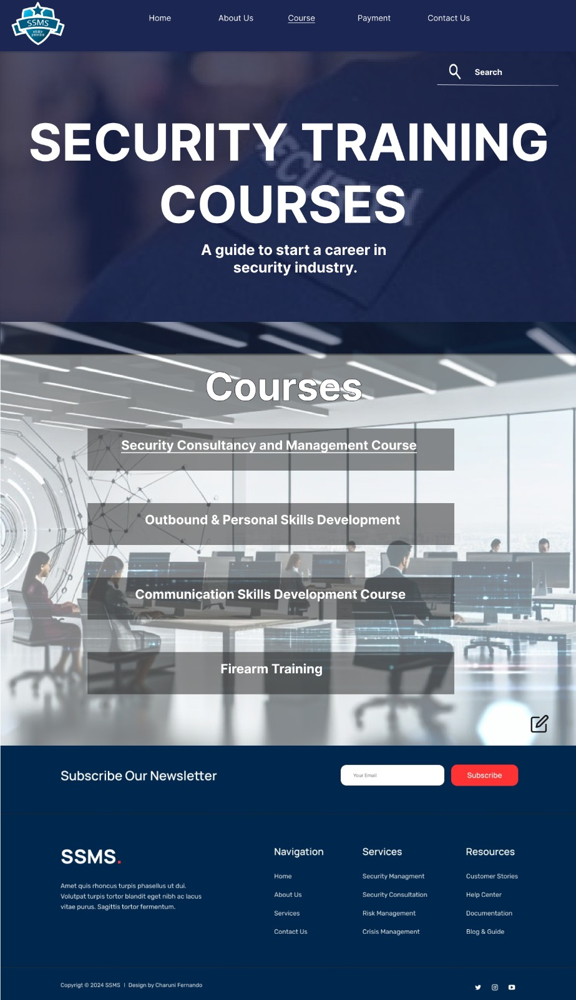 SSMS
reliable
protection
Home About Us Course Payment Contact Us
Search
SECURITY
SECURITY TRAINING
COURSES
A guide to start a career in
security industry.
Courses
Security Consultancy and Management Course
Outbound & Personal Skills Development
Communication Skills Development Course
Firearm Training
Subscribe Our Newsletter
Your Email
Subscribe
SSMS.
Amet quis rhoncus turpis phasellus ut dui.
Volutpat turpis tortor blandit eget nibh ac lacus
vitae purus. Sagittis tortor fermentum.
Navigation
Home
About Us
Services
Contact Us
Services
Security Managment
Security Consultation
Risk Management
Crisis Management
Resources
Customer Stories
Help Center
Documentation
Blog & Guide
Copyrigt © 2024 SSMS | Design by Charuni Fernando